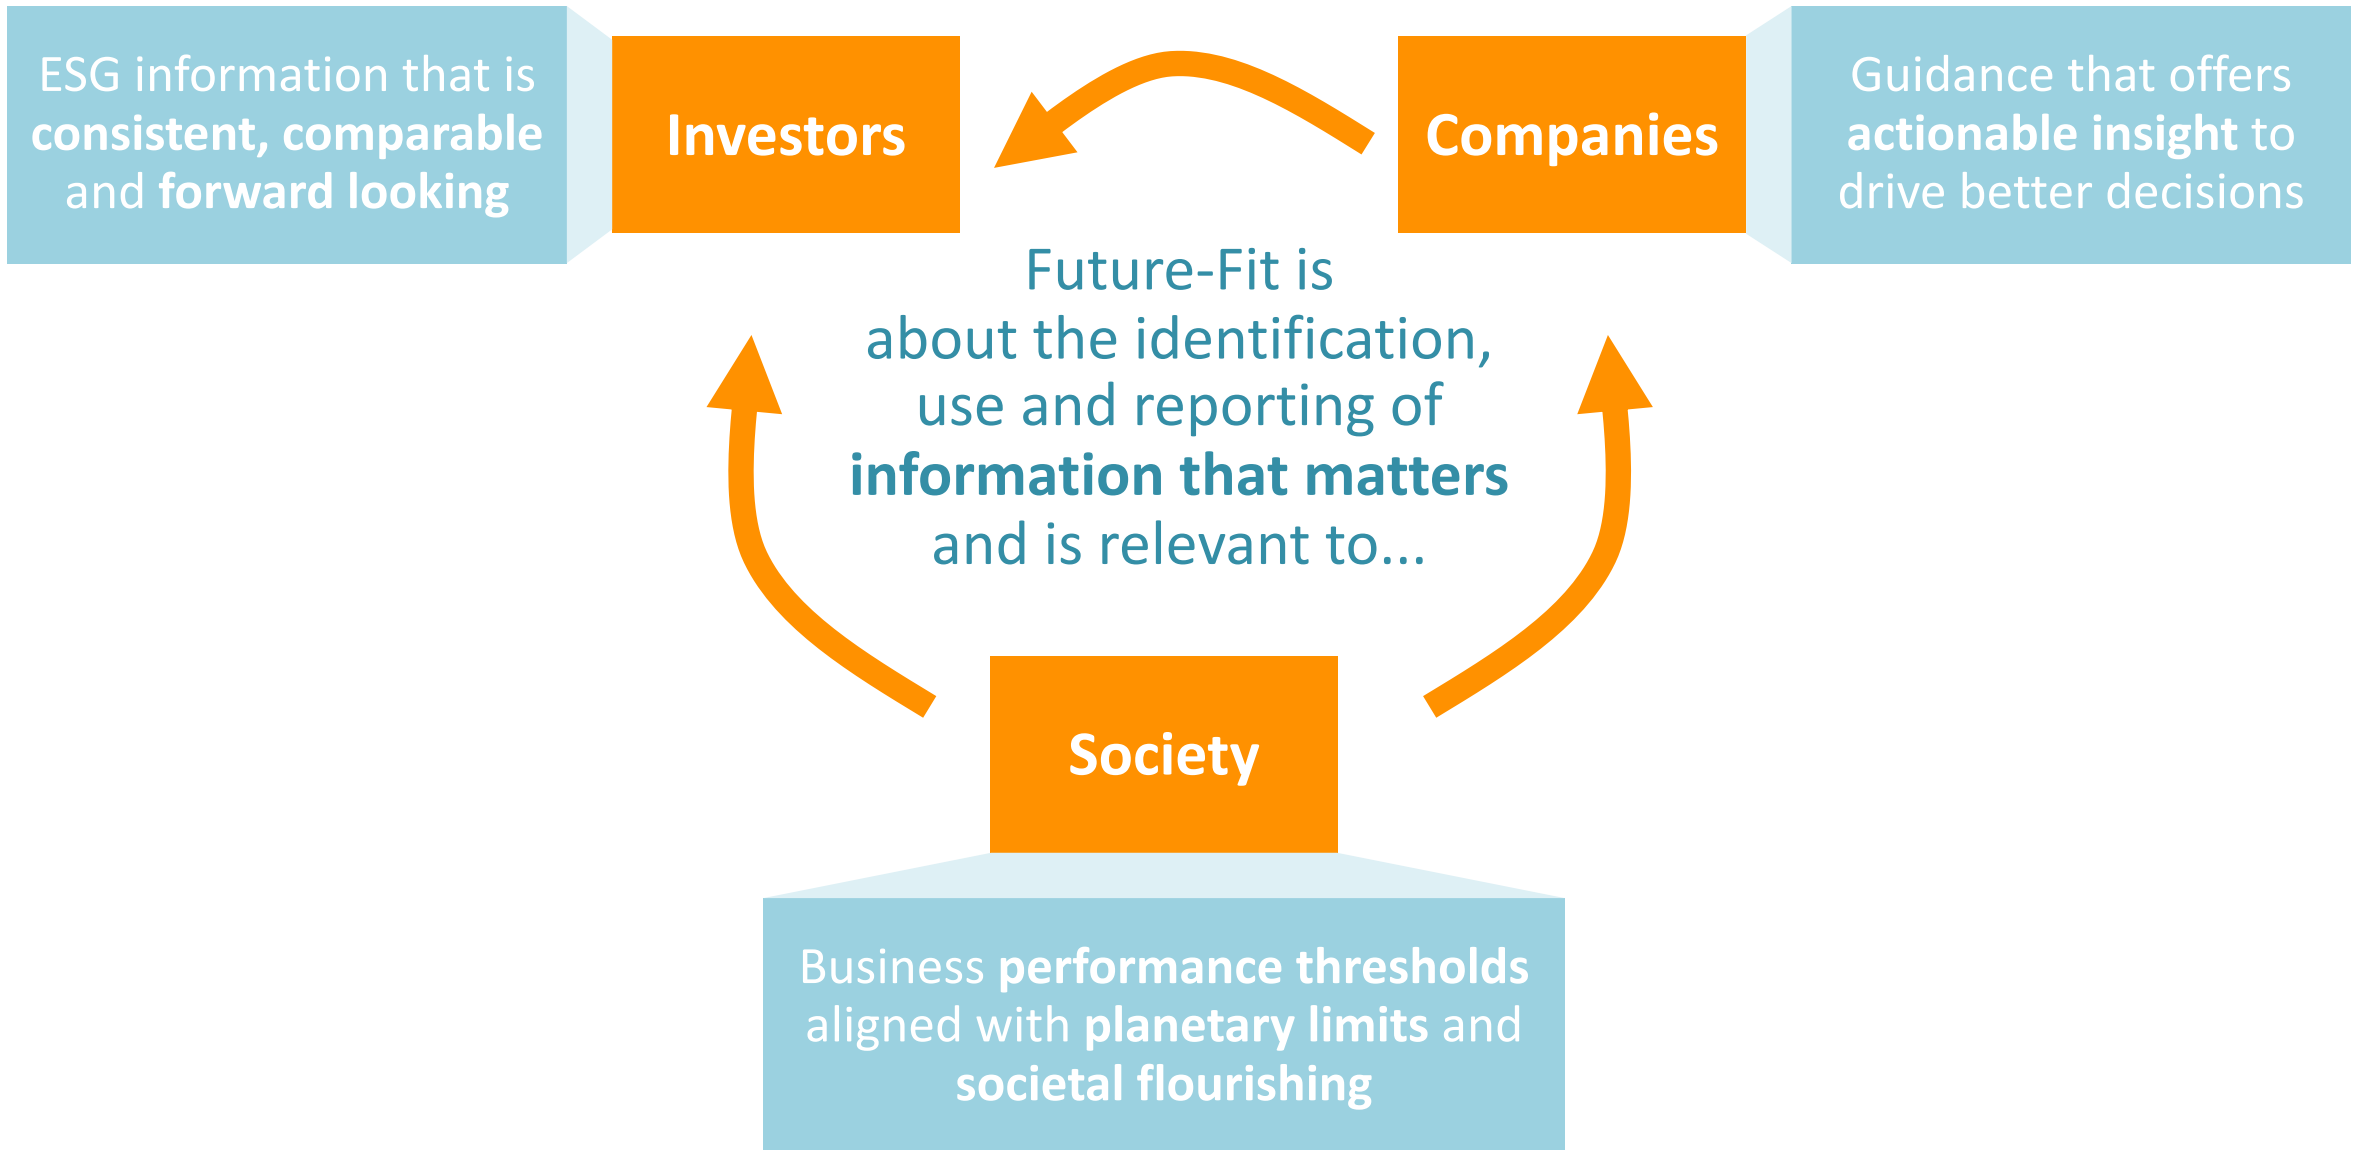 ESG information that is
consistent, comparable
and forward looking
Investors
Companies
Guidance that offers
actionable insight to
drive better decisions
Future-Fit is
about the identification,
use and reporting of
information that matters
and is relevant to...
Society
Business performance thresholds
aligned with planetary limits and
societal flourishing